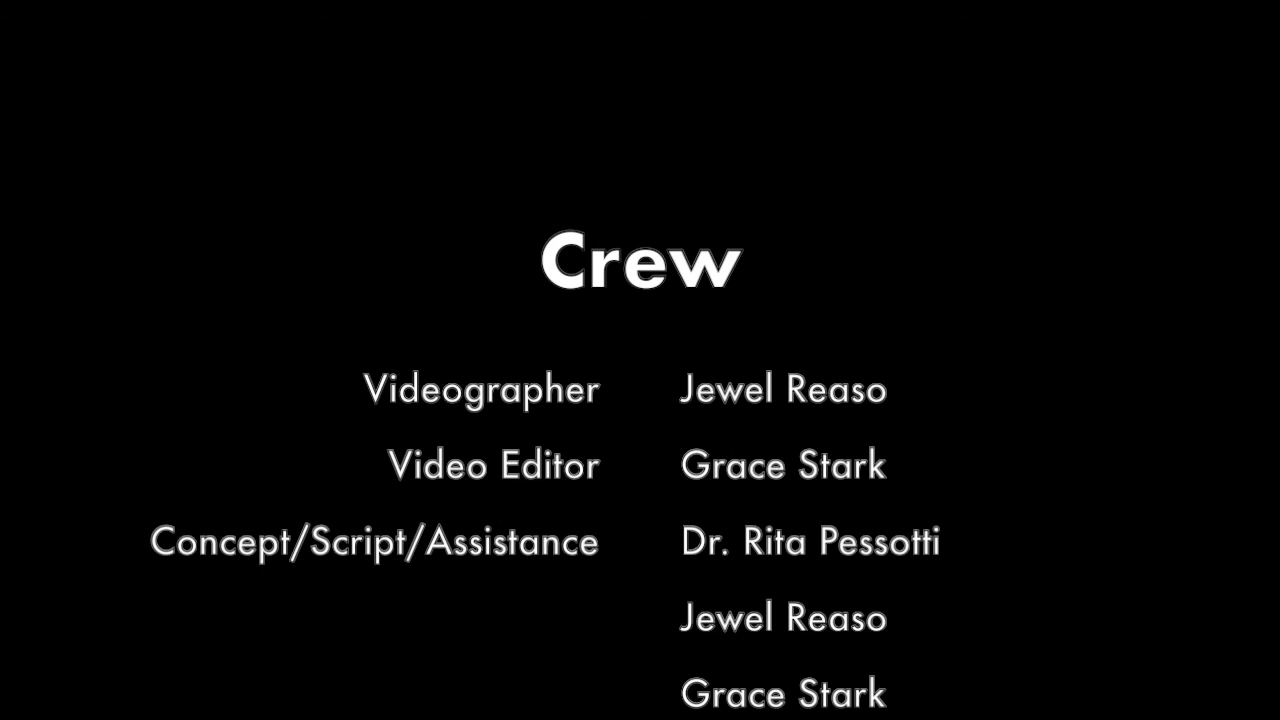 Crew
Videographer Jewel Reaso
Video Editor Grace Stark
Concept/Script/Assistance Dr. Rita Pessotti
Jewel Reaso
Grace Stark